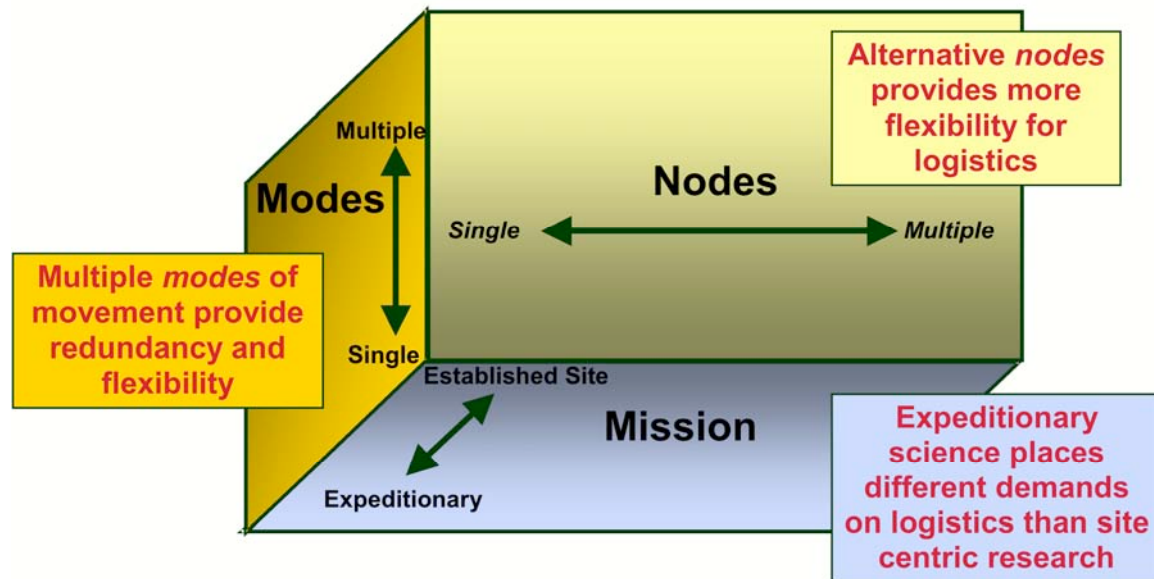 Alternative nodes
provides more
flexibility for
logistics
Multiple
Modes
Nodes
Single
Multiple
Multiple modes of
movement provide
redundancy and
flexibility
Single
Established Site
Mission
Expeditionary
Expeditionary
science places
different demands
on logistics than site
centric research